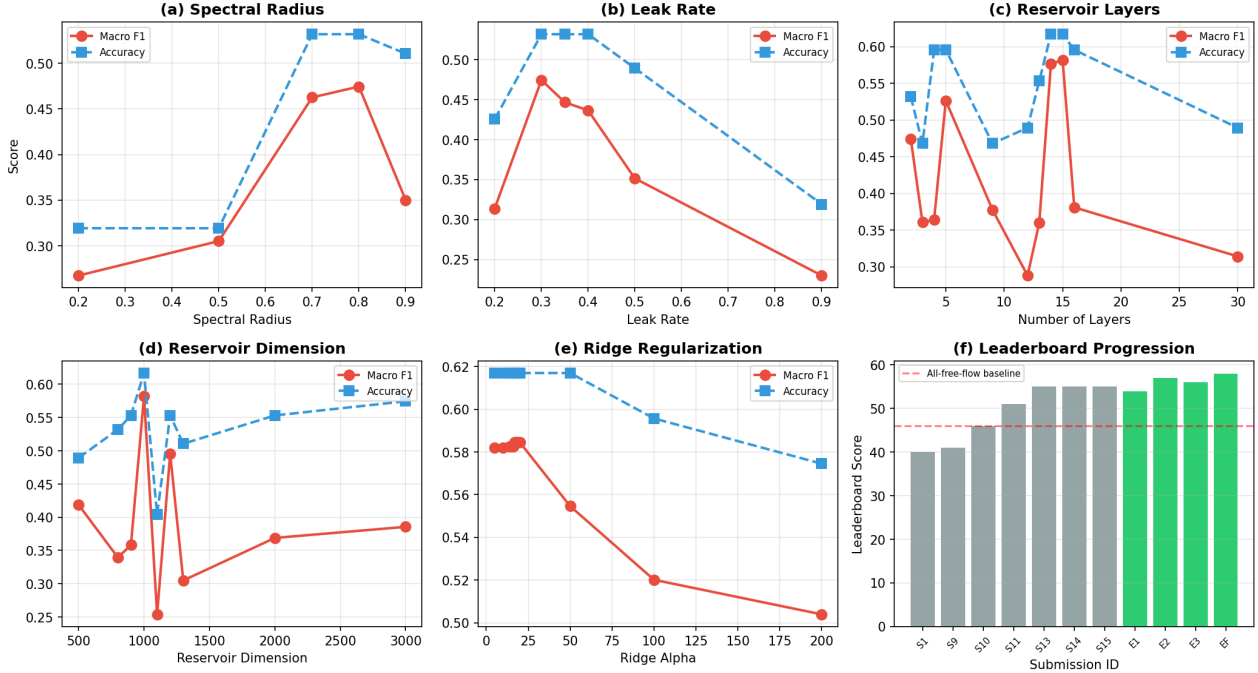 (a) Spectral Radius
Macro F1
Accuracy
Score
0.50
0.45
0.40
0.35
0.30
0.2 0.3 0.4 0.5 0.6 0.7 0.8 0.9
Spectral Radius
(b) Leak Rate
Macro F1
Accuracy
0.50
0.45
0.40
0.35
0.30
0.25
0.2 0.3 0.4 0.5 0.6 0.7 0.8 0.9
Leak Rate
(c) Reservoir Layers
Macro F1
Accuracy
0.60
0.55
0.50
0.45
0.40
0.35
0.30
5 10 15 20 25 30
Number of Layers
(d) Reservoir Dimension
Macro F1
Accuracy
0.60
0.55
0.50
0.45
0.40
0.35
0.30
0.25
500 1000 1500 2000 2500 3000
Reservoir Dimension
(e) Ridge Regularization
Macro F1
Accuracy
0.62
0.60
0.58
0.56
0.54
0.52
0.50
0 25 50 75 100 125 150 175 200
Ridge Alpha
(f) Leaderboard Progression
All-free-flow baseline
Leaderboard Score
60
50
40
30
20
10
0
S1 S9 S10 S11 S13 S14 S15 E1 E2 E3 EF
Submission ID